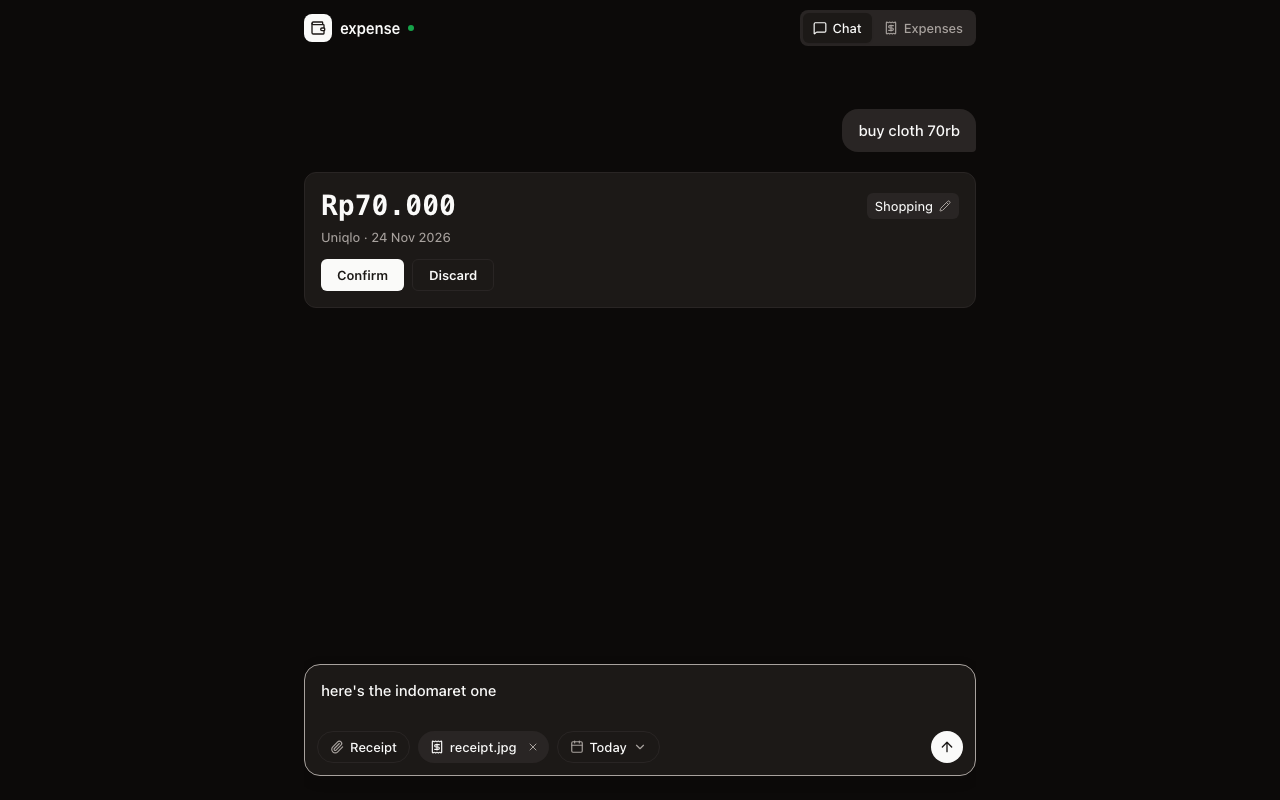 expense
Chat
Expenses
buy cloth 70rb
Rp70.000
Shopping
Uniqlo · 24 Nov 2026
Confirm
Discard
here's the indomaret one
Receipt
receipt.jpg
Today